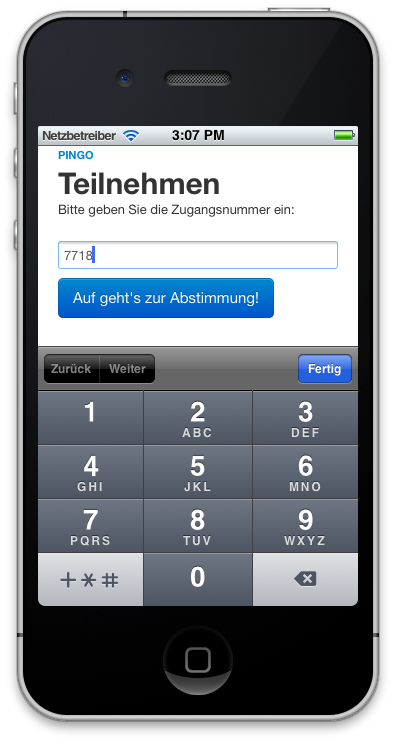 Netzbetreiber 3:07 PM
PINGO
Teilnehmen
Bitte geben Sie die Zugangsnummer ein:
7718
Auf geht's zur Abstimmung!
Zurück Weiter Fertig
1 2 3
ABC DEF
4 5 6
GHI JKL MNO
7 8 9
PQRS TUV WXYZ
+*# 0